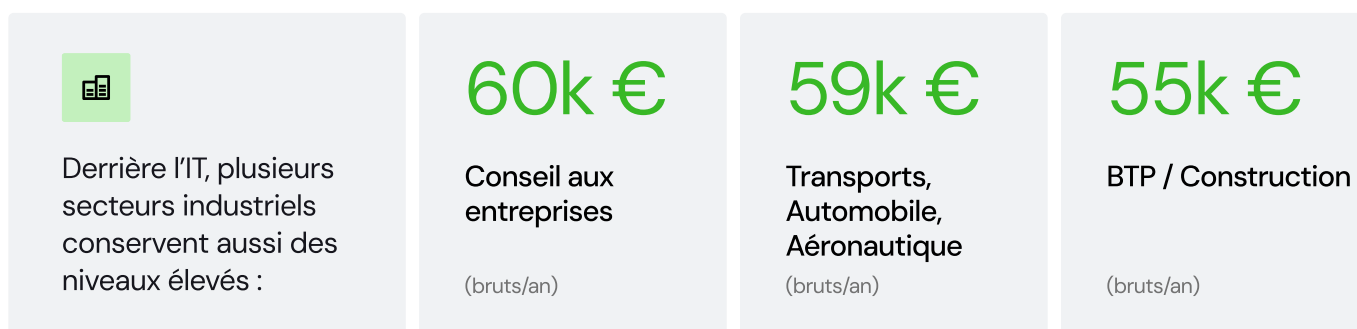 Derrière l’IT, plusieurs
secteurs industriels
conservent aussi des
niveaux élevés :
60k €
Conseil aux
entreprises
(bruts/an)
59k €
Transports,
Automobile,
Aéronautique
(bruts/an)
55k €
BTP / Construction
(bruts/an)